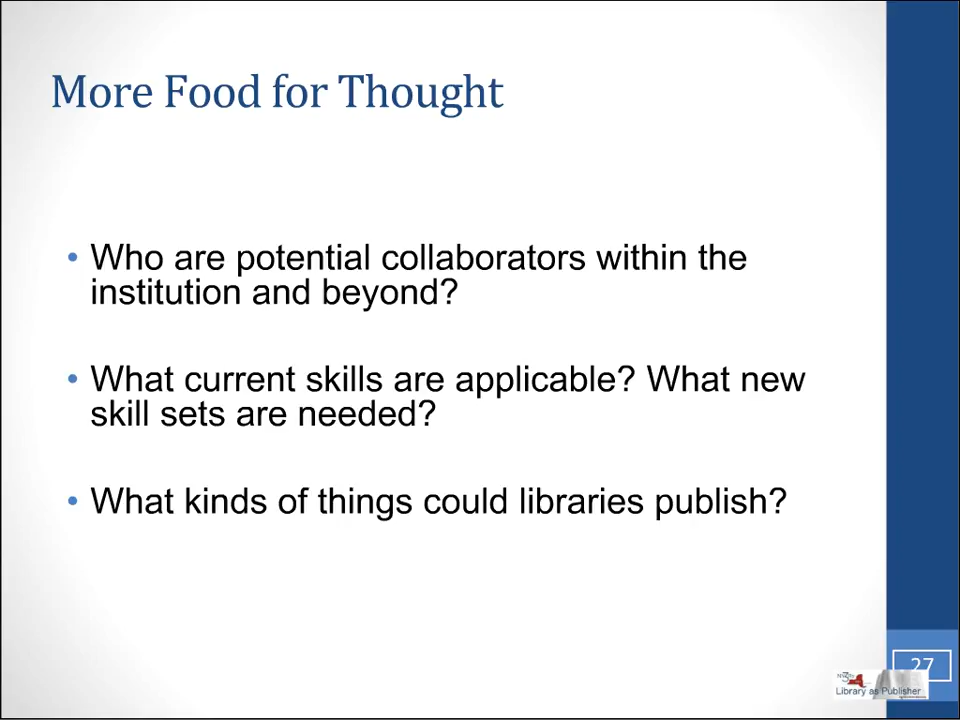 More Food for Thought
• Who are potential collaborators within the
institution and beyond?
• What current skills are applicable? What new
skill sets are needed?
• What kinds of things could libraries publish?
27
Library as Publisher